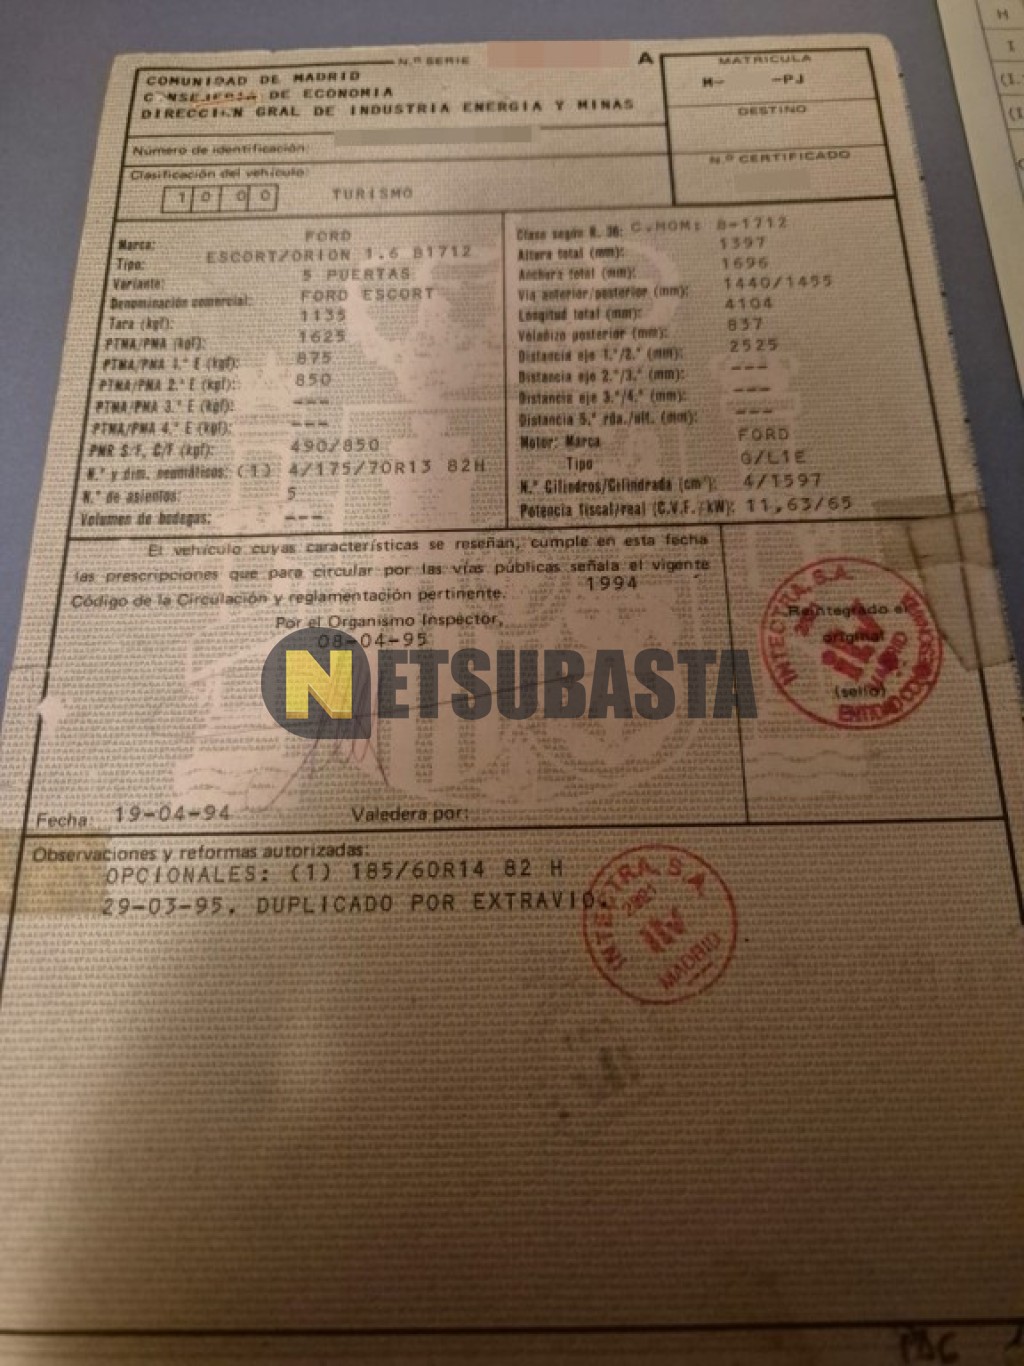 N.º SERIE A
COMUNIDAD DE MADRID
CONSEJERIA DE ECONOMIA
DIRECCION GRAL DE INDUSTRIA ENERGIA Y MINAS
MATRICULA
M- -PJ
DESTINO
Número de identificación:
N.º CERTIFICADO
Clasificación del vehículo:
1000 TURISMO
Marca: FORD
Tipo: ESCORT/ORION 1.6 B1712
Variante: 5 PUERTAS
Denominación comercial: FORD ESCORT
Tara (kgf): 1135
PTMA/PMA (kgf): 1625
PTMA/PMA 1.º E (kgf): 875
PTMA/PMA 2.º E (kgf): 850
PTMA/PMA 3.º E (kgf): ---
PTMA/PMA 4.º E (kgf): ---
PMR S/F, C/F (kgf): 490/850
N.º y dim. neumáticos: (1) 4/175/70R13 82H
N.º de asientos: 5
Volumen de bodegas: ---
Clase según R. 36: C.HOM: B-1712
Altura total (mm): 1397
Anchura total (mm): 1696
Vía anterior/posterior (mm): 1440/1455
Longitud total (mm): 4104
Voladizo posterior (mm): 837
Distancia eje 1.º/2.º (mm): 2525
Distancia eje 2.º/3.º (mm): ---
Distancia eje 3.º/4.º (mm): ---
Distancia 5.ª rda./últ. (mm): ---
Motor: Marca FORD
Tipo G/L1E
N.º Cilindros/Cilindrada (cm³): 4/1597
Potencia fiscal/real (C.V.F./kW): 11,63/65
El vehículo cuyas características se reseñan, cumple en esta fecha
las prescripciones que para circular por las vías públicas señala el vigente
1994
Código de la Circulación y reglamentación pertinente.
Por el Organismo Inspector,
08-04-95
Reintegrado el
original
(sello)
INTECTRA, S.A.
MADRID
NETSUBASTA
Fecha: 19-04-94 Valedera por:
Observaciones y reformas autorizadas:
OPCIONALES: (1) 185/60R14 82 H
29-03-95. DUPLICADO POR EXTRAVIO.
INTECTRA, S.A.
MADRID